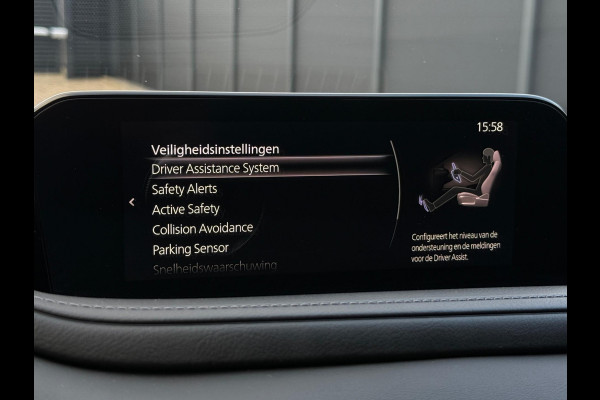 15:58
Veiligheidsinstellingen
Driver Assistance System
Safety Alerts
Active Safety
Collision Avoidance
Parking Sensor
Snelheidswaarschuwing
Configureert het niveau van de
ondersteuning en de meldingen
voor de Driver Assist.